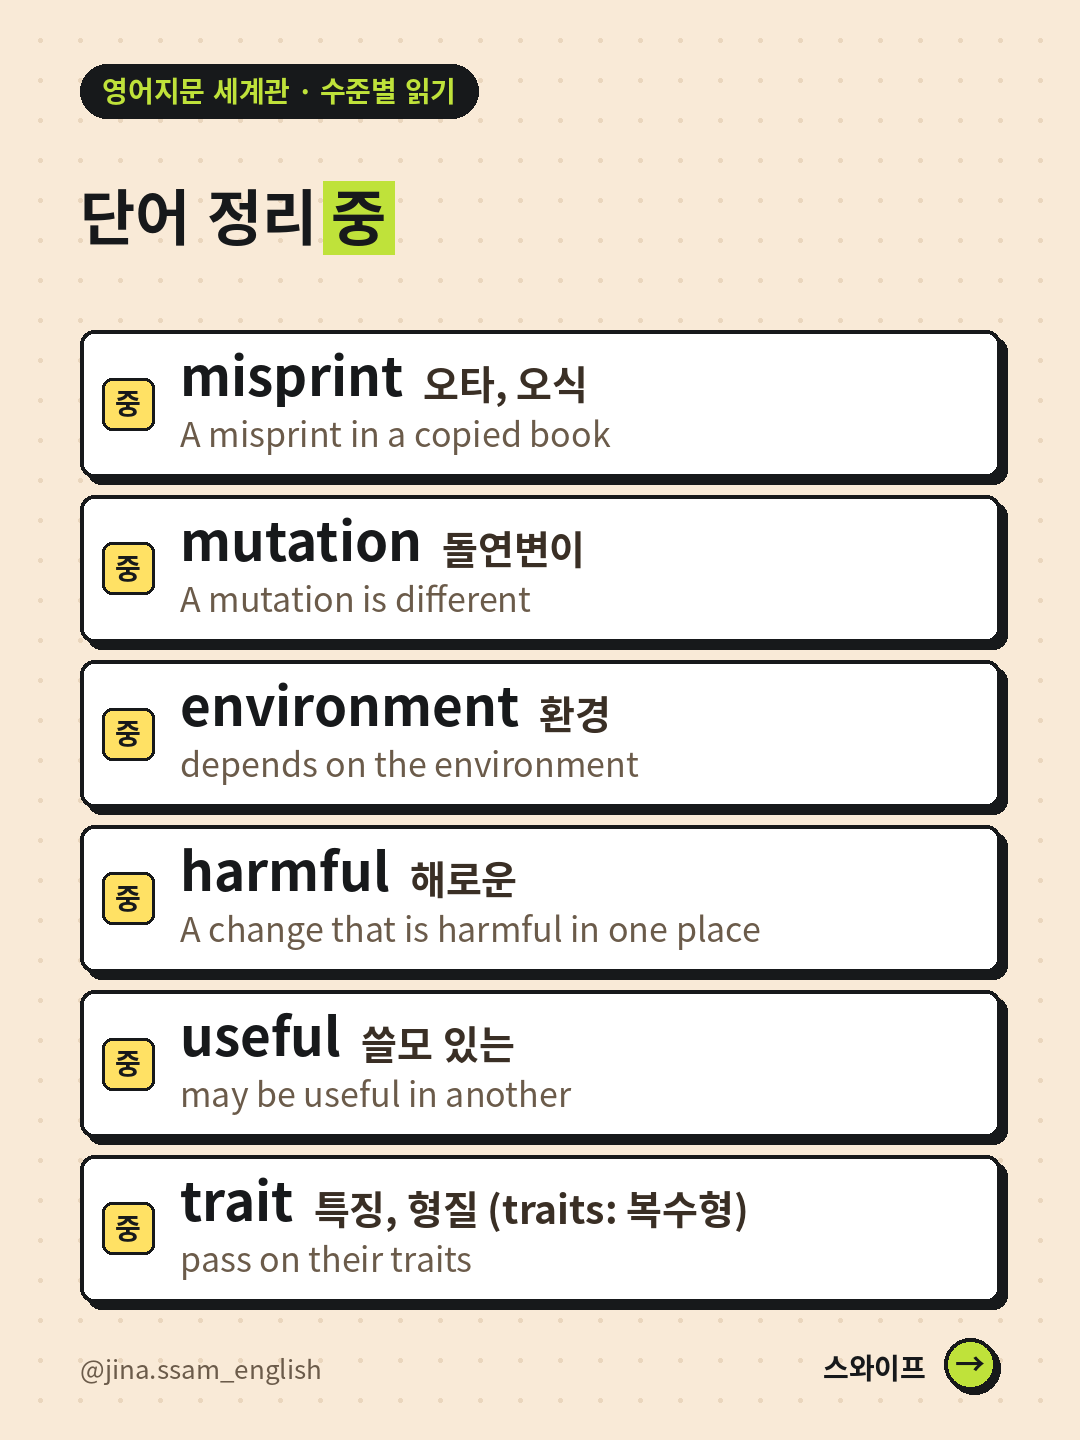 영어지문 세계관 · 수준별 읽기
단어 정리 중
중
misprint 오타, 오식
A misprint in a copied book
중
mutation 돌연변이
A mutation is different
중
environment 환경
depends on the environment
중
harmful 해로운
A change that is harmful in one place
중
useful 쓸모 있는
may be useful in another
중
trait 특징, 형질 (traits: 복수형)
pass on their traits
@jina.ssam_english
스와이프 →